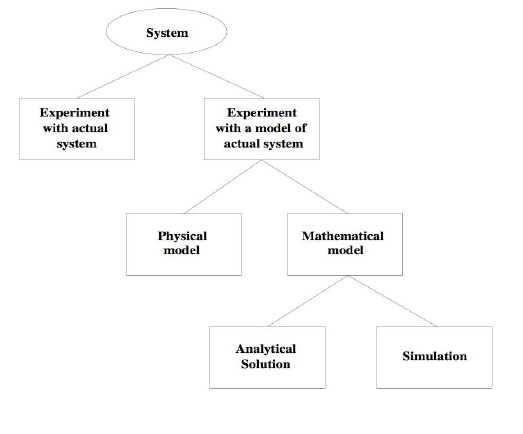 System
Experiment
with actual
system
Experiment
with a model of
actual system
Physical
model
Mathematical
model
Analytical
Solution
Simulation